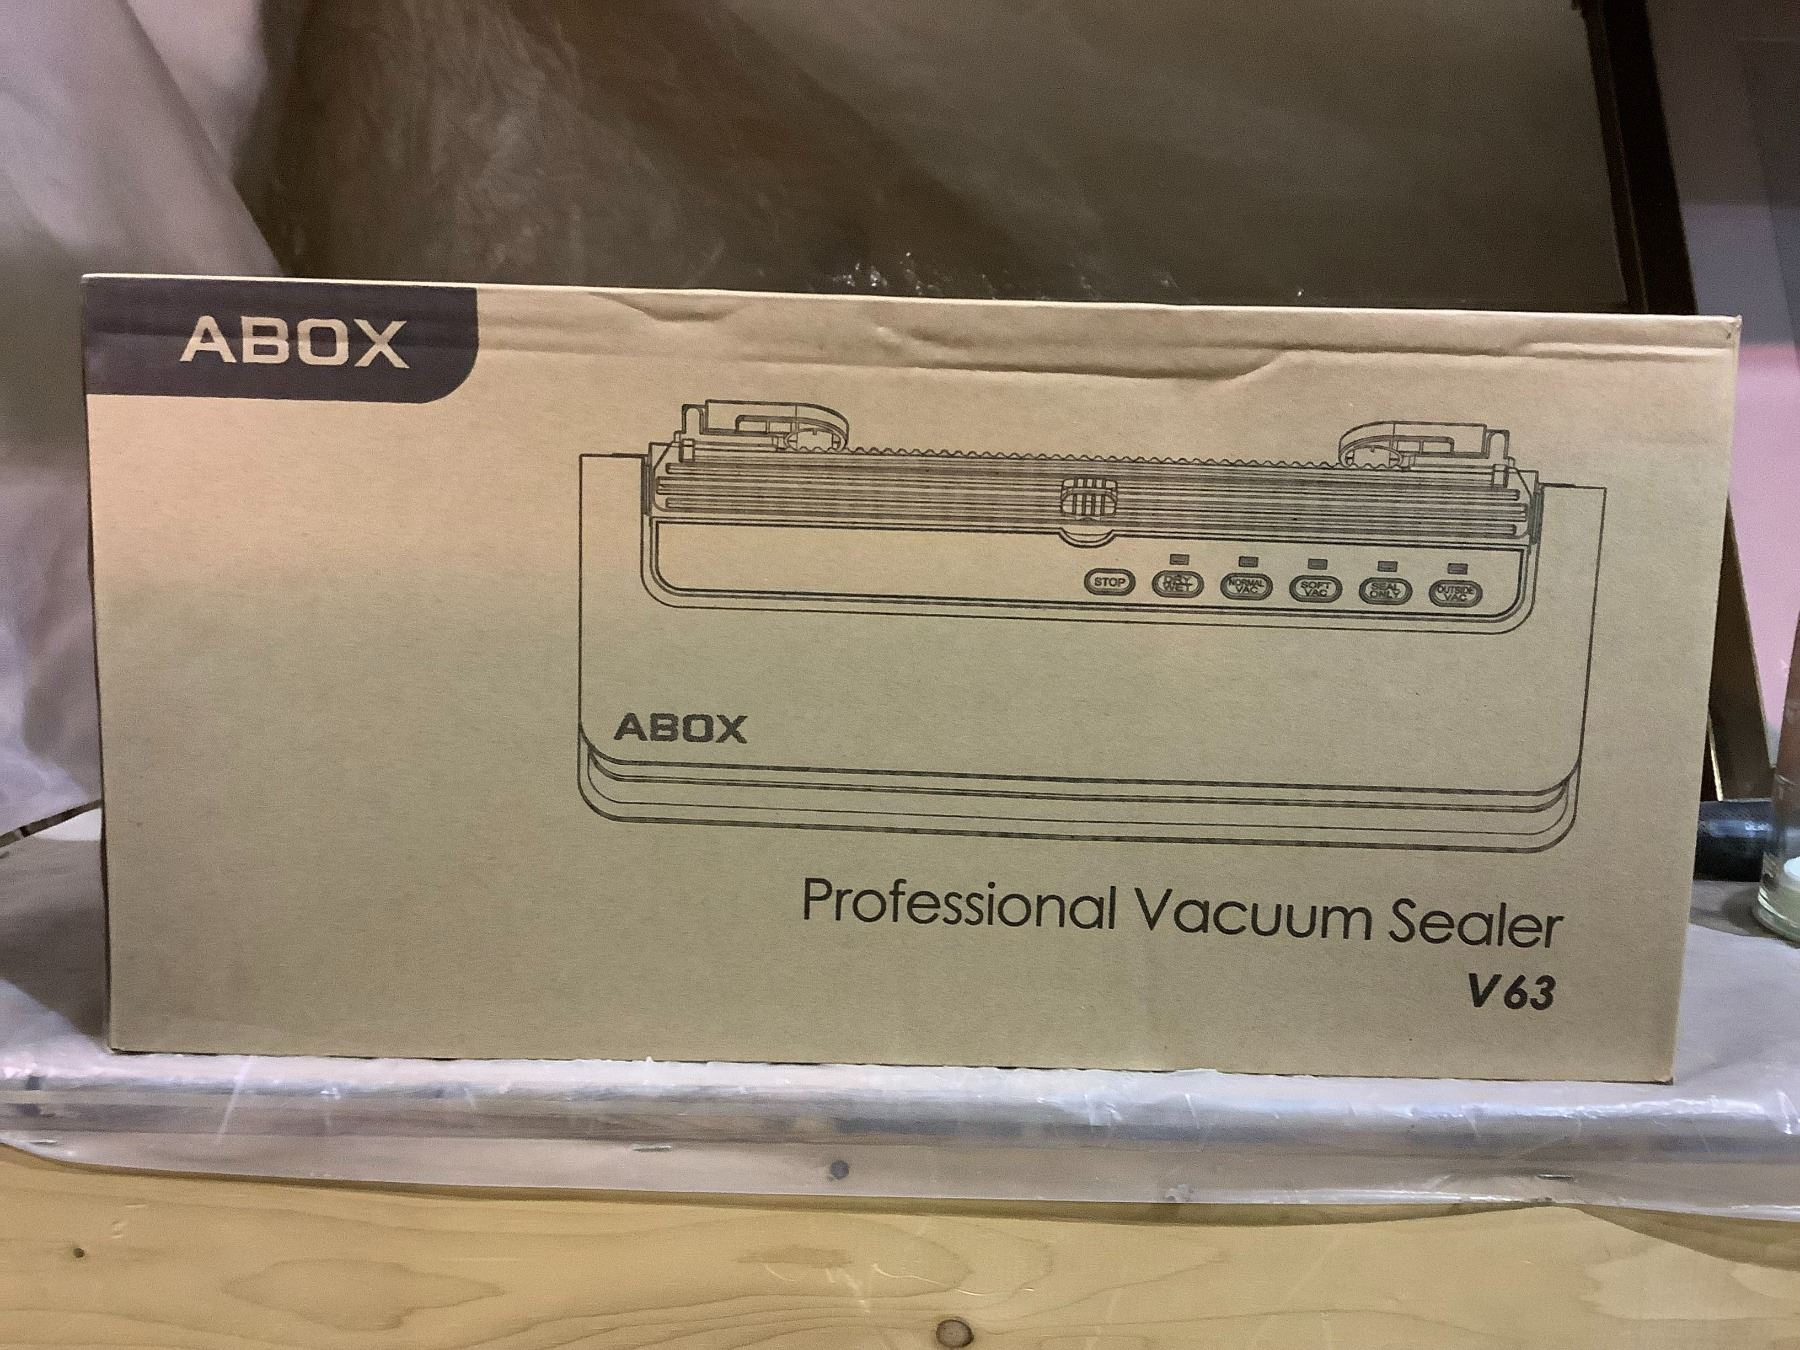 ABOX
STOP
DRY
WET
NORMAL
VAC
SOFT
VAC
SEAL
ONLY
OUTSIDE
VAC
ABOX
Professional Vacuum Sealer
V63